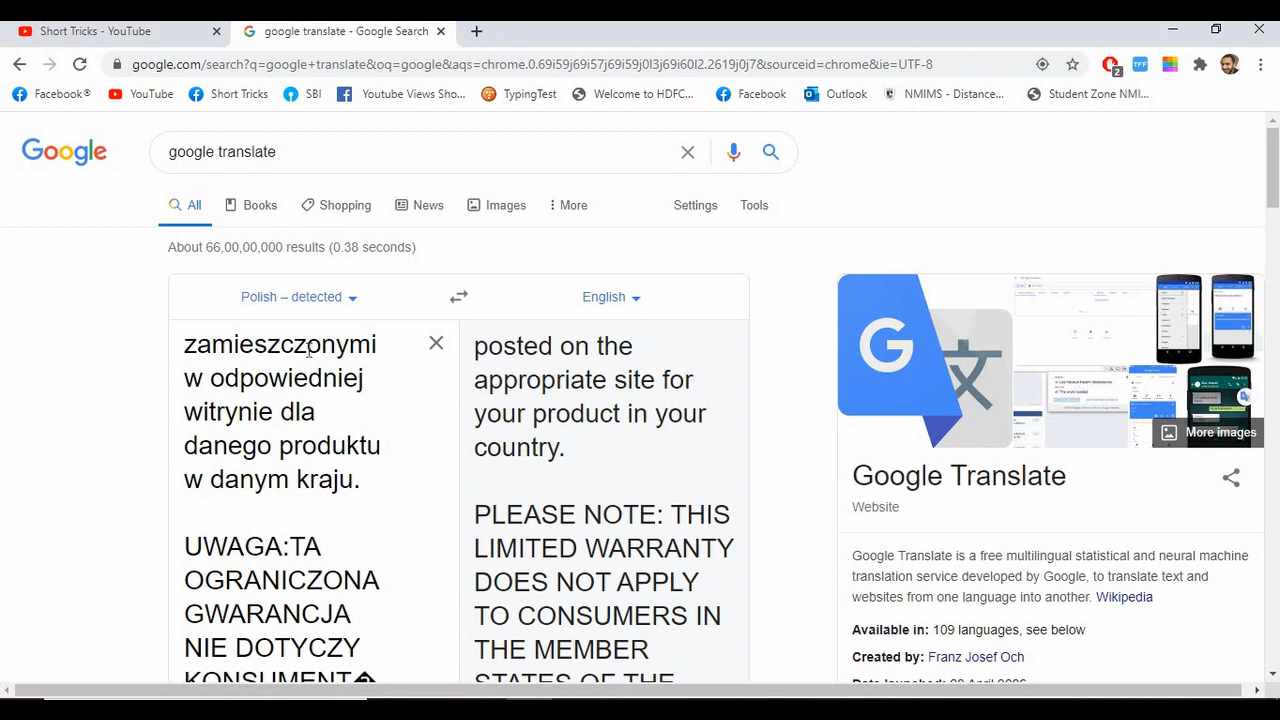 Short Tricks - YouTube
google translate - Google Search
google.com/search?q=google+translate&oq=google&aqs=chrome.0.69i59j69i57j69i59j0l3j69i60l2.2619j0j7&sourceid=chrome&ie=UTF-8
2
TFF
Facebook®
YouTube
Short Tricks
SBI
Youtube Views Sho...
TypingTest
Welcome to HDFC...
Facebook
Outlook
NMIMS - Distance...
Student Zone NMI...
Google
google translate
All
Books
Shopping
News
Images
More
Settings
Tools
About 66,00,00,000 results (0.38 seconds)
Polish – detected
English
zamieszczonymi
w odpowiedniej
witrynie dla
danego produktu
w danym kraju.
UWAGA:TA
OGRANICZONA
GWARANCJA
NIE DOTYCZY
KONSUMENT�
posted on the
appropriate site for
your product in your
country.
PLEASE NOTE: THIS
LIMITED WARRANTY
DOES NOT APPLY
TO CONSUMERS IN
THE MEMBER
STATES OF THE
G
文
More images
Google Translate
Website
Google Translate is a free multilingual statistical and neural machine
translation service developed by Google, to translate text and
websites from one language into another. Wikipedia
Available in: 109 languages, see below
Created by: Franz Josef Och